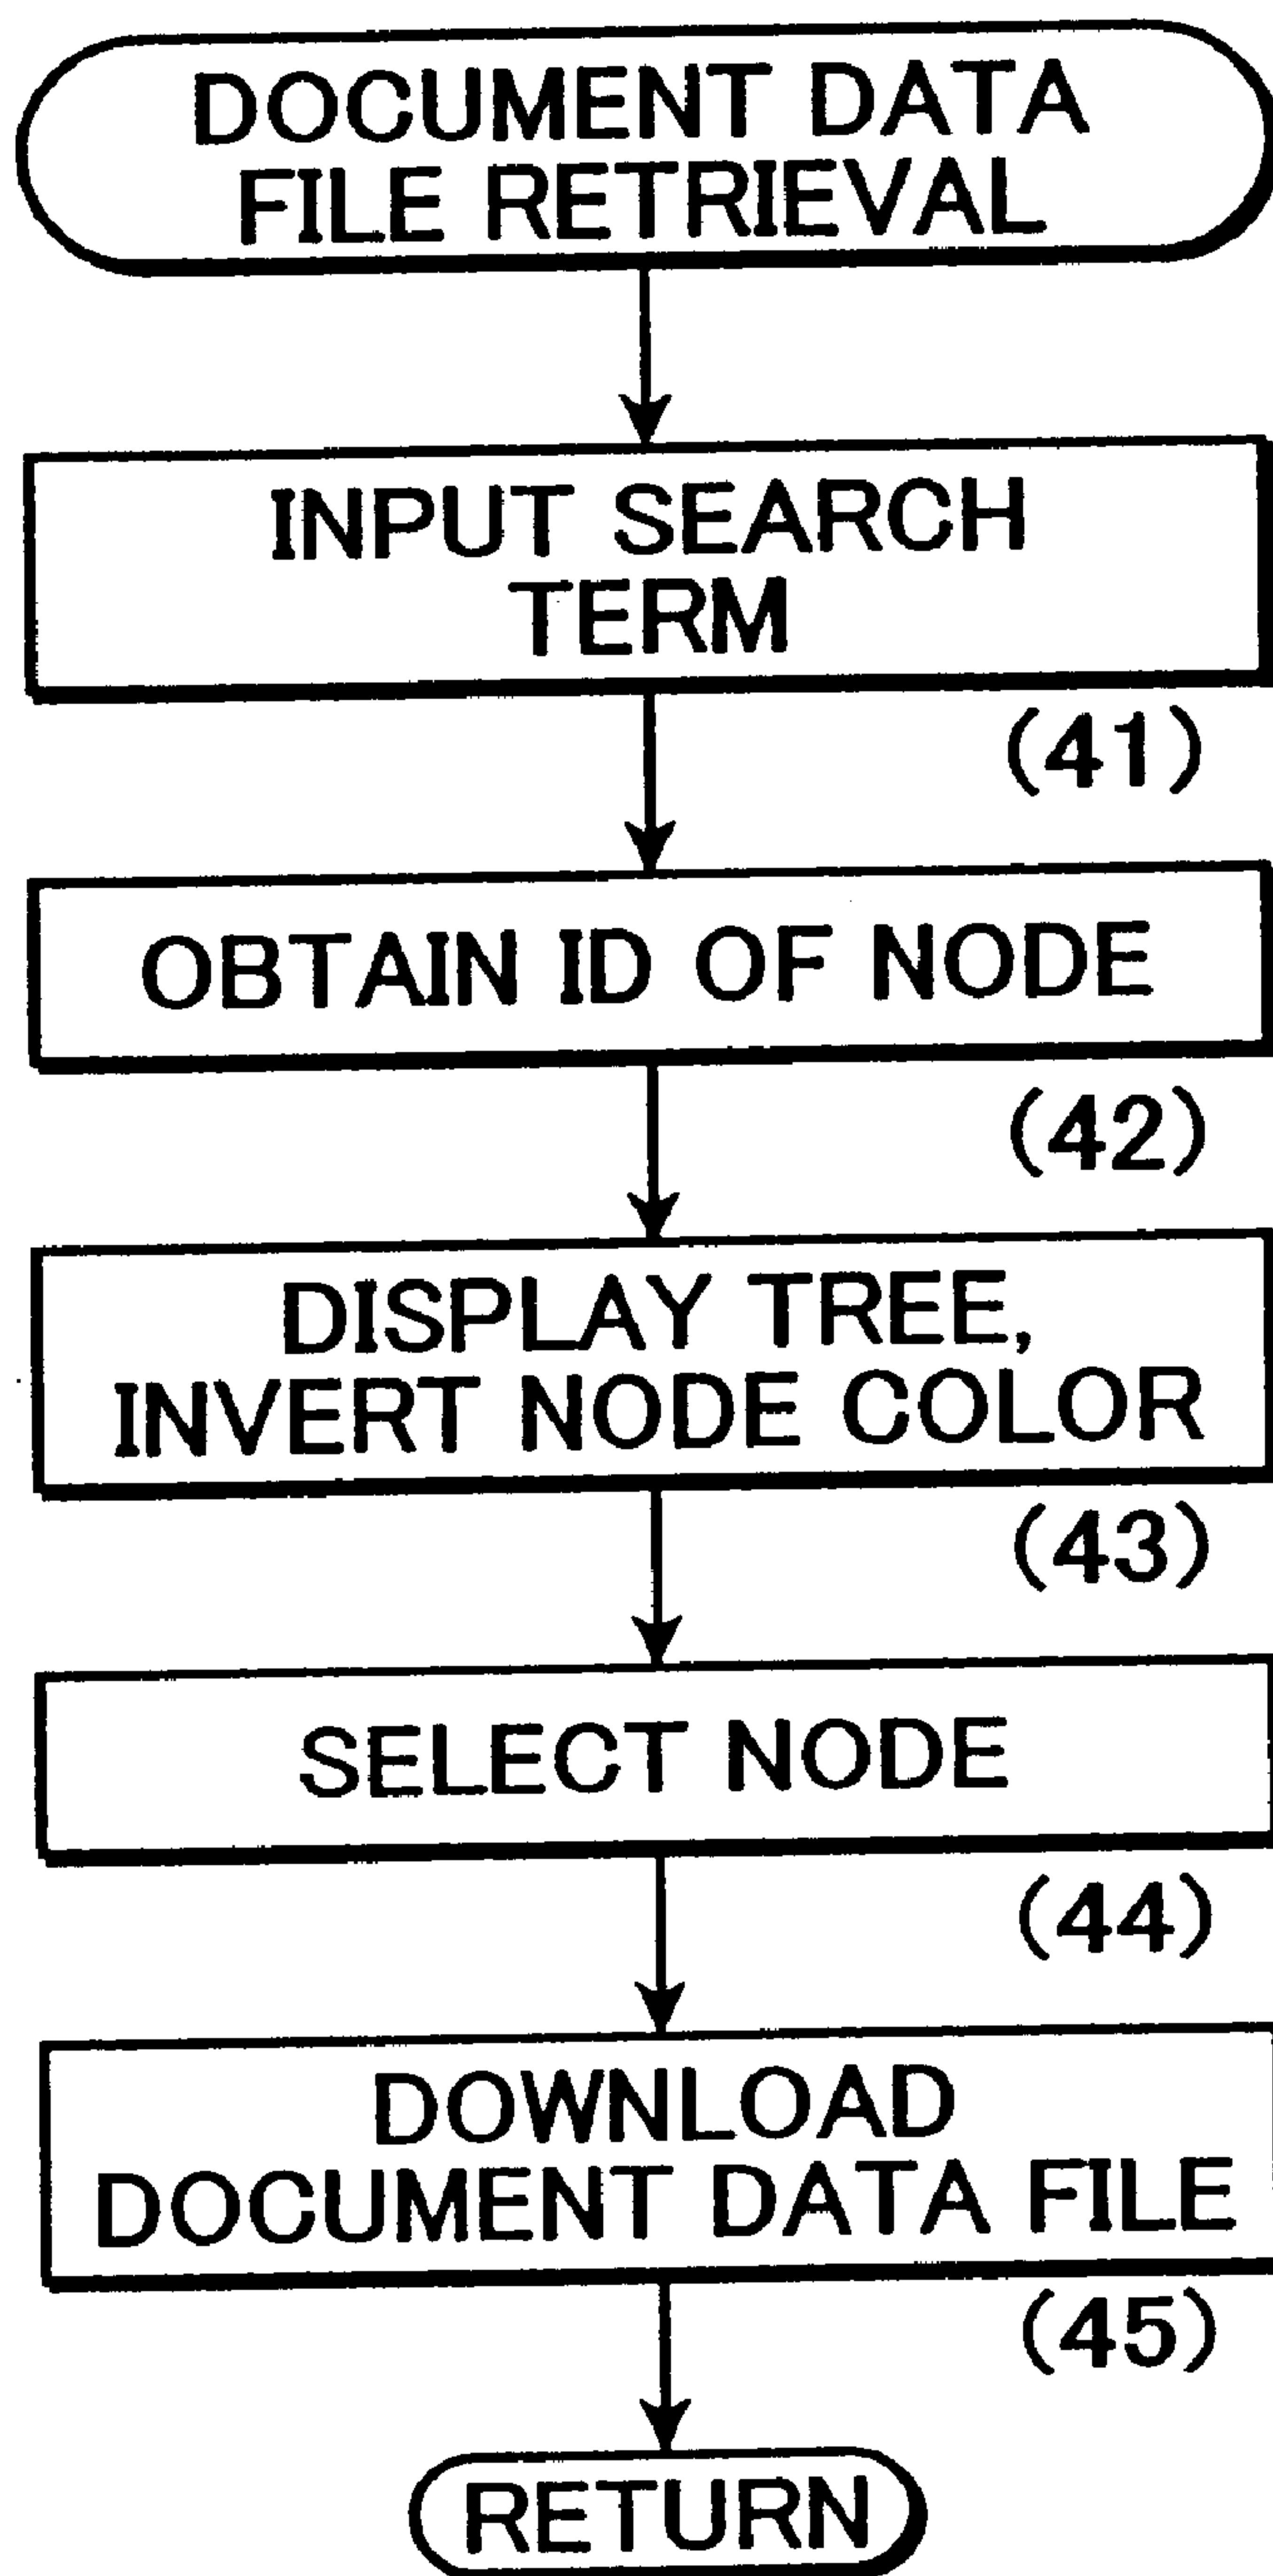 DOCUMENT DATA
FILE RETRIEVAL
INPUT SEARCH
TERM
(41)
OBTAIN ID OF NODE
(42)
DISPLAY TREE,
INVERT NODE COLOR
(43)
SELECT NODE
(44)
DOWNLOAD
DOCUMENT DATA FILE
(45)
RETURN